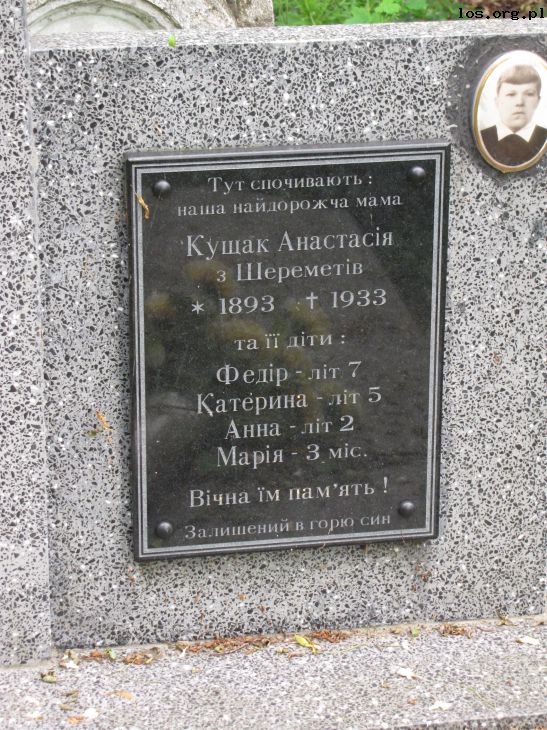 los.org.pl
Тут спочивають :
наша найдорожча мама
Кушак Анастасія
з Шереметів
* 1893 † 1933
та її діти :
Федір - літ 7
Катерина - літ 5
Анна - літ 2
Марія - 3 міс.
Вічна їм пам'ять !
Залишений в горю син